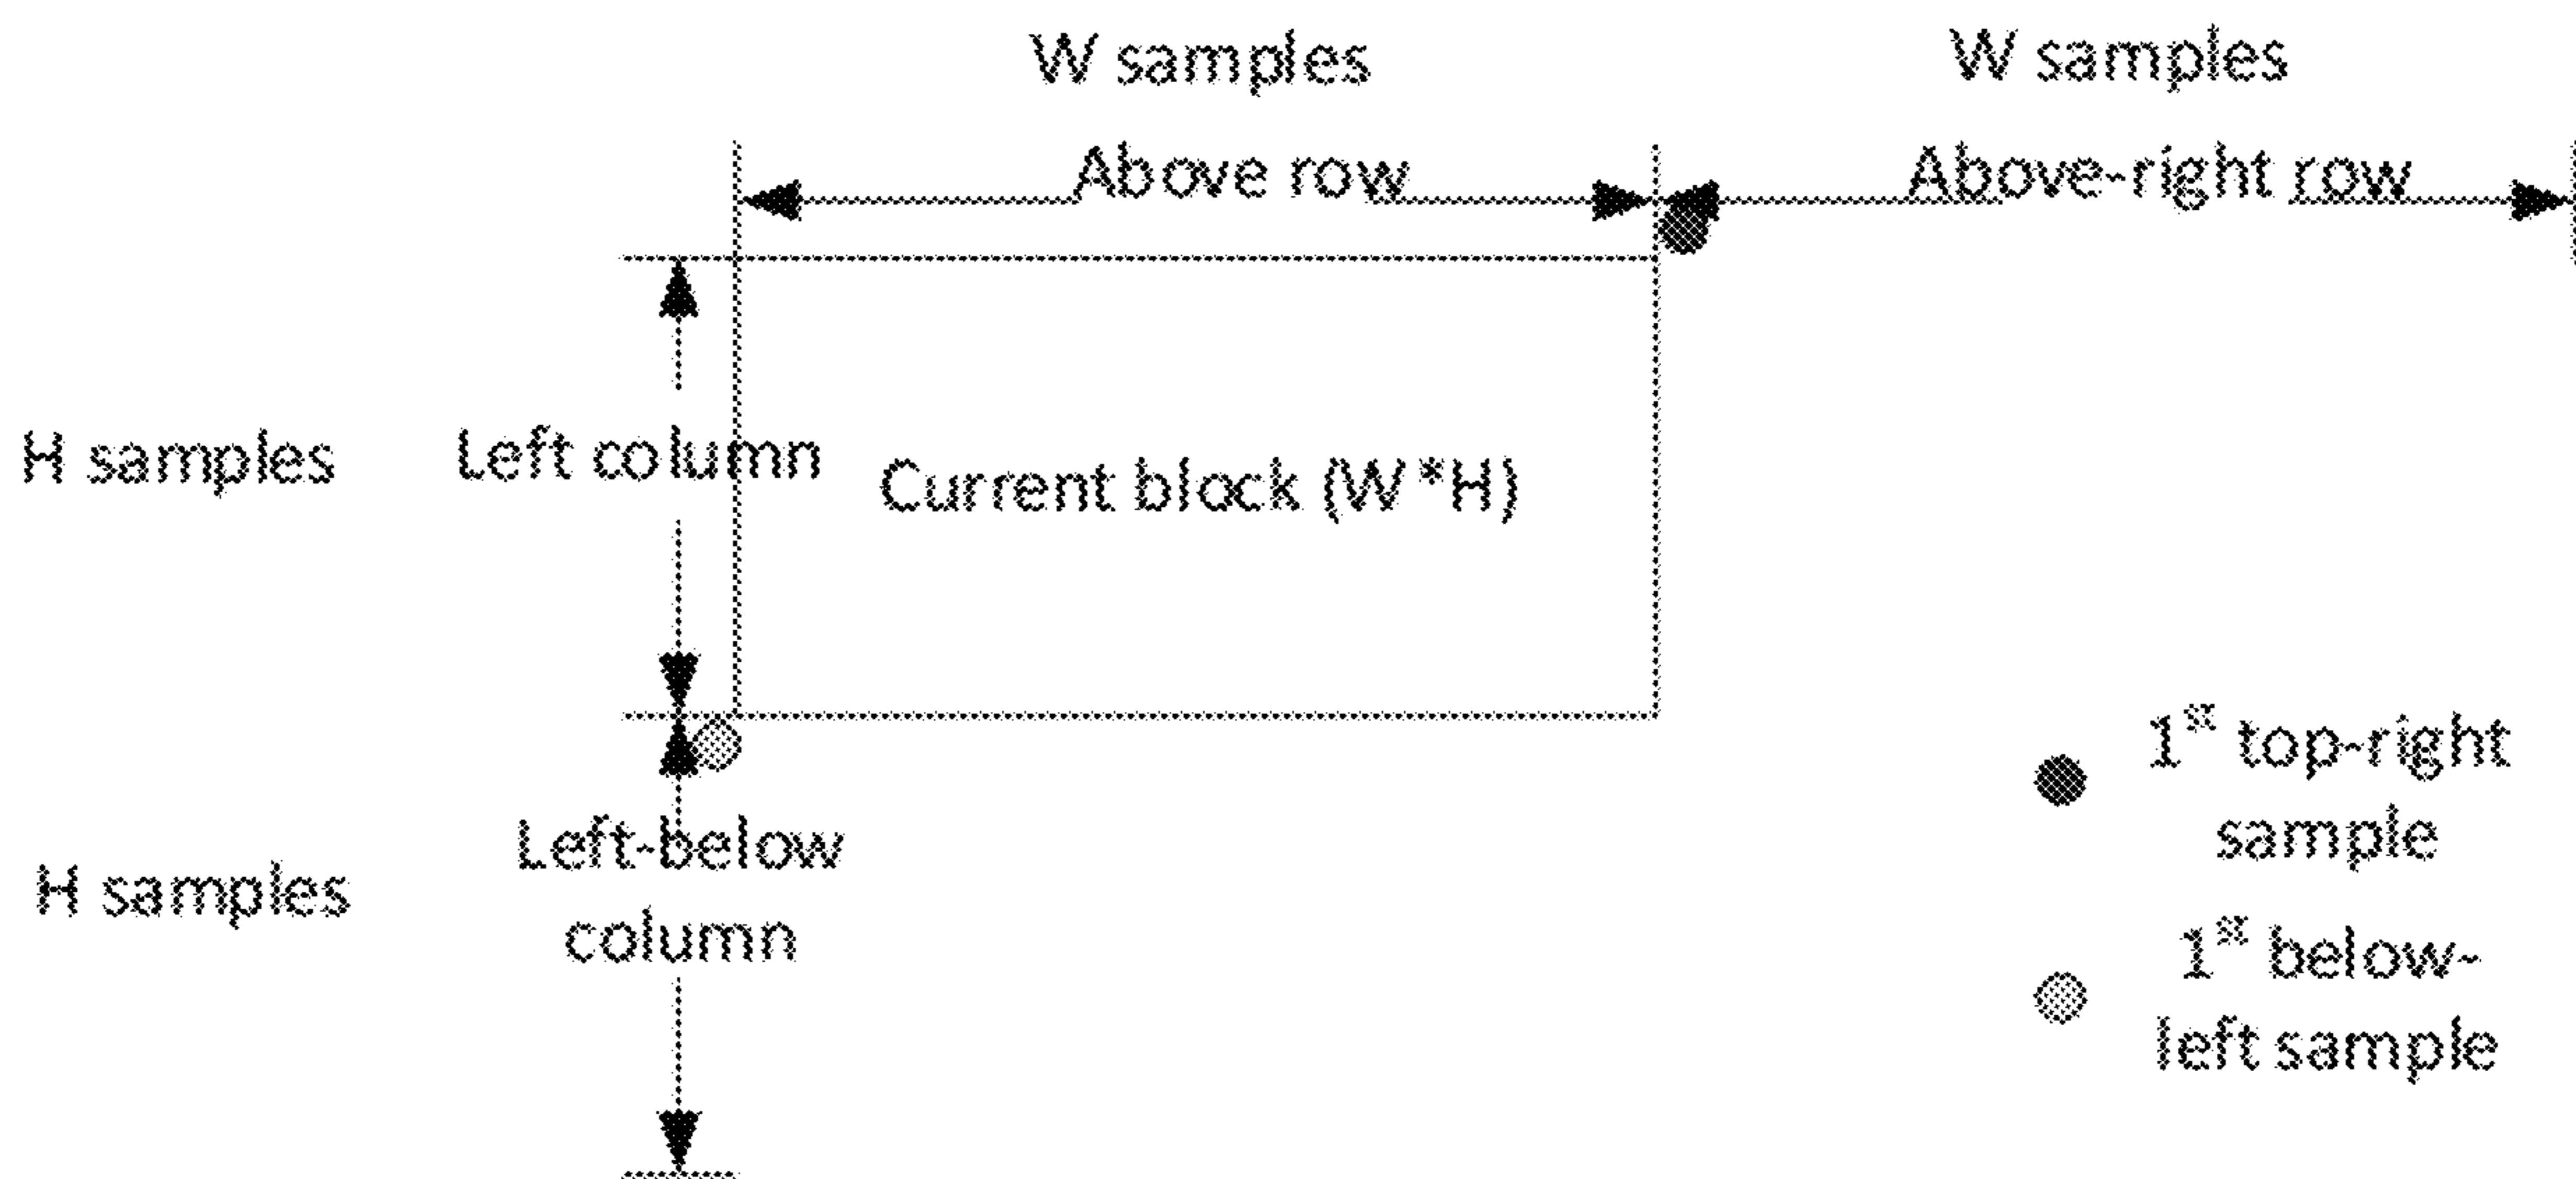 W samples
W samples
Above row
Above-right row
H samples
Left column
Current block (W*H)
1st top-right
sample
Left-below
column
H samples
1st below-
left sample